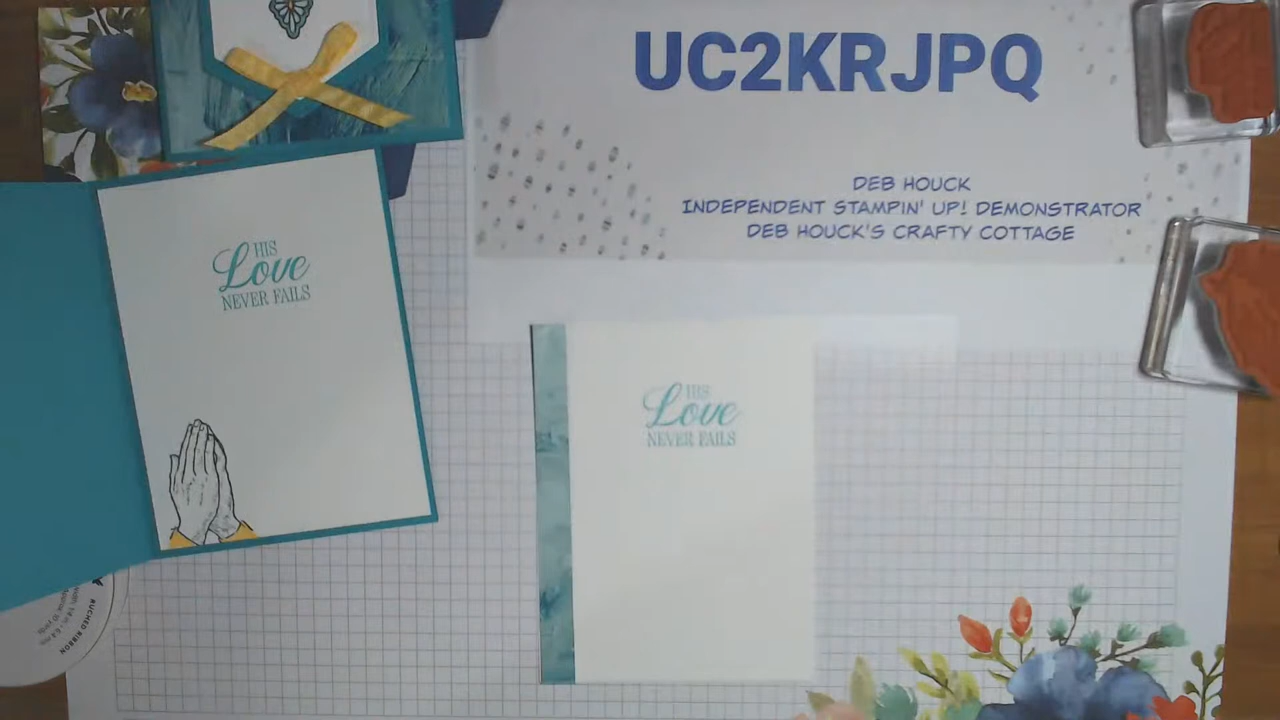 UC2KRJPQ
DEB HOUCK
INDEPENDENT STAMPIN' UP! DEMONSTRATOR
DEB HOUCK'S CRAFTY COTTAGE
HIS
Love
NEVER FAILS
HIS
Love
NEVER FAILS
RUCHED RIBBON